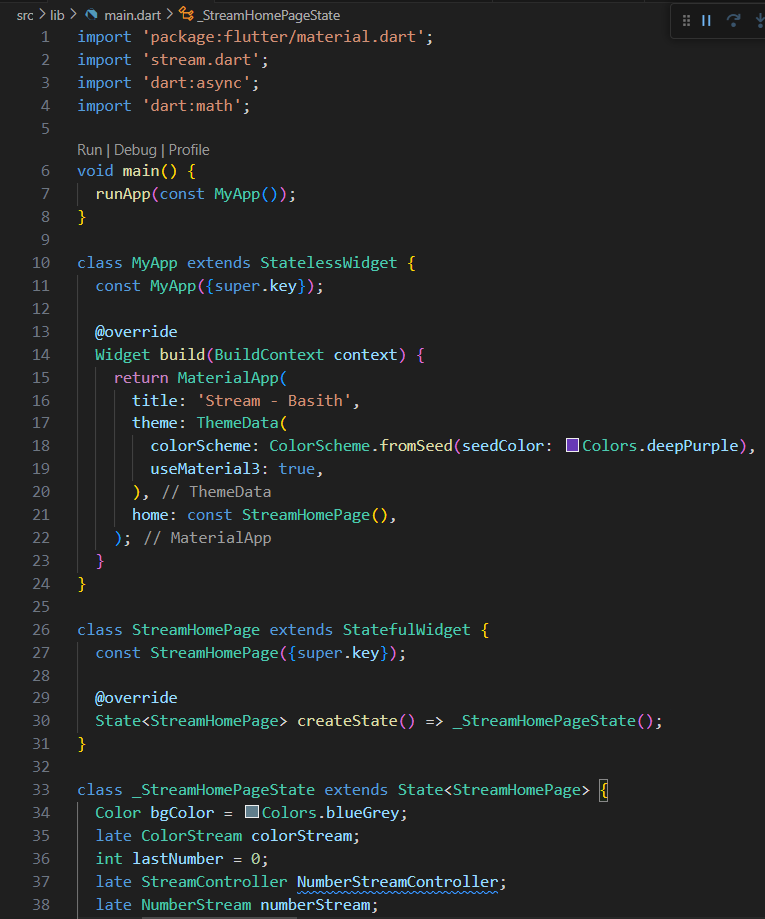 src > lib > main.dart > _StreamHomePageState
1 import 'package:flutter/material.dart';
2 import 'stream.dart';
3 import 'dart:async';
4 import 'dart:math';
5
Run | Debug | Profile
6 void main() {
7   runApp(const MyApp());
8 }
9
10 class MyApp extends StatelessWidget {
11   const MyApp({super.key});
12
13   @override
14   Widget build(BuildContext context) {
15     return MaterialApp(
16       title: 'Stream - Basith',
17       theme: ThemeData(
18         colorScheme: ColorScheme.fromSeed(seedColor: Colors.deepPurple),
19         useMaterial3: true,
20       ), // ThemeData
21       home: const StreamHomePage(),
22     ); // MaterialApp
23   }
24 }
25
26 class StreamHomePage extends StatefulWidget {
27   const StreamHomePage({super.key});
28
29   @override
30   State<StreamHomePage> createState() => _StreamHomePageState();
31 }
32
33 class _StreamHomePageState extends State<StreamHomePage> {
34   Color bgColor = Colors.blueGrey;
35   late ColorStream colorStream;
36   int lastNumber = 0;
37   late StreamController NumberStreamController;
38   late NumberStream numberStream;